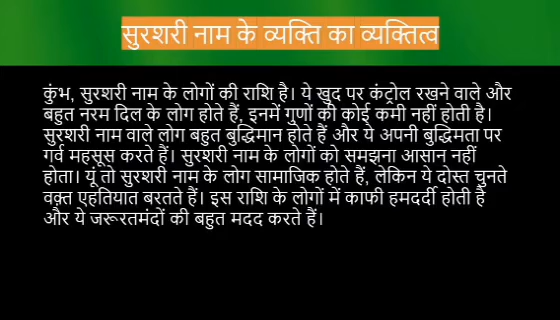 सुरशरी नाम के व्यक्ति का व्यक्तित्व
कुंभ, सुरशरी नाम के लोगों की राशि है। ये खुद पर कंट्रोल रखने वाले और
बहुत नरम दिल के लोग होते हैं, इनमें गुणों की कोई कमी नहीं होती है।
सुरशरी नाम वाले लोग बहुत बुद्धिमान होते हैं और ये अपनी बुद्धिमता पर
गर्व महसूस करते हैं। सुरशरी नाम के लोगों को समझना आसान नहीं
होता। यूं तो सुरशरी नाम के लोग सामाजिक होते हैं, लेकिन ये दोस्त चुनते
वक़्त एहतियात बरतते हैं। इस राशि के लोगों में काफी हमदर्दी होती है
और ये जरूरतमंदों की बहुत मदद करते हैं।